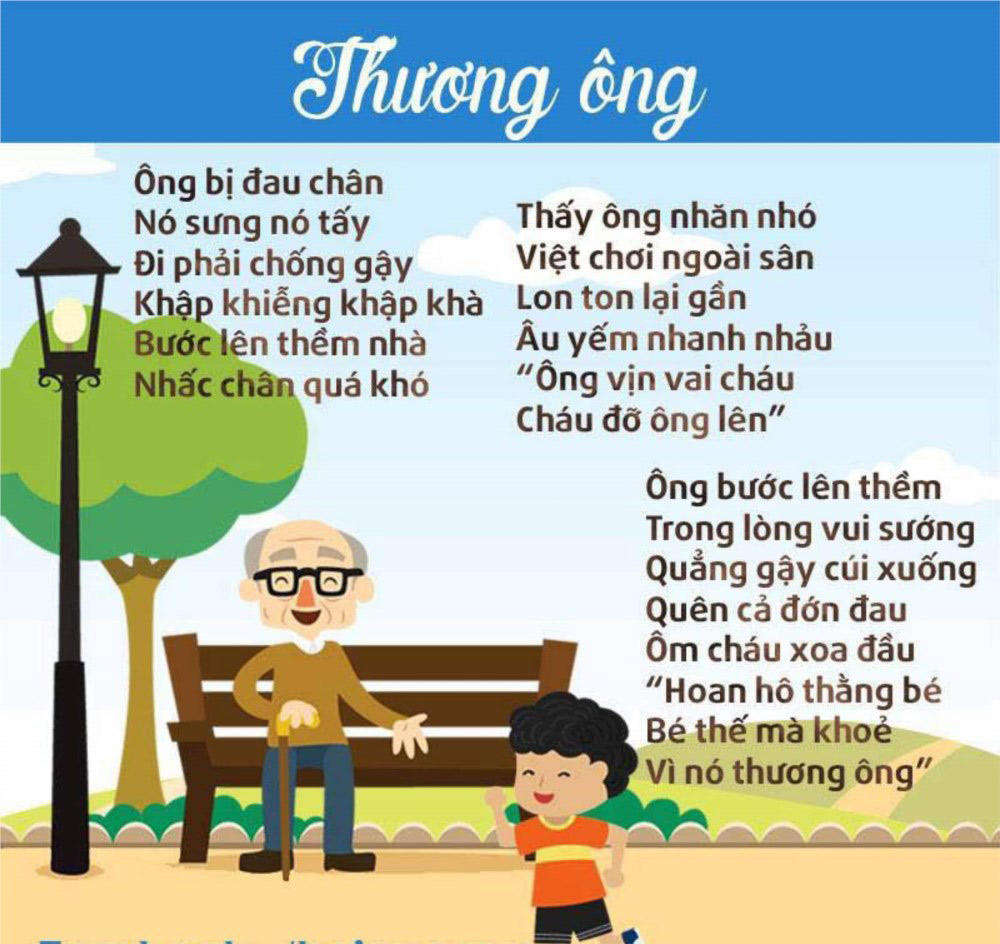 Thương ông
Ông bị đau chân
Nó sưng nó tấy
Đi phải chống gậy
Khập khiễng khập khà
Bước lên thềm nhà
Nhấc chân quá khó
Thấy ông nhăn nhó
Việt chơi ngoài sân
Lon ton lại gần
Âu yếm nhanh nhảu
“Ông vịn vai cháu
Cháu đỡ ông lên”
Ông bước lên thềm
Trong lòng vui sướng
Quẳng gậy cúi xuống
Quên cả đớn đau
Ôm cháu xoa đầu
“Hoan hô thằng bé
Bé thế mà khoẻ
Vì nó thương ông”